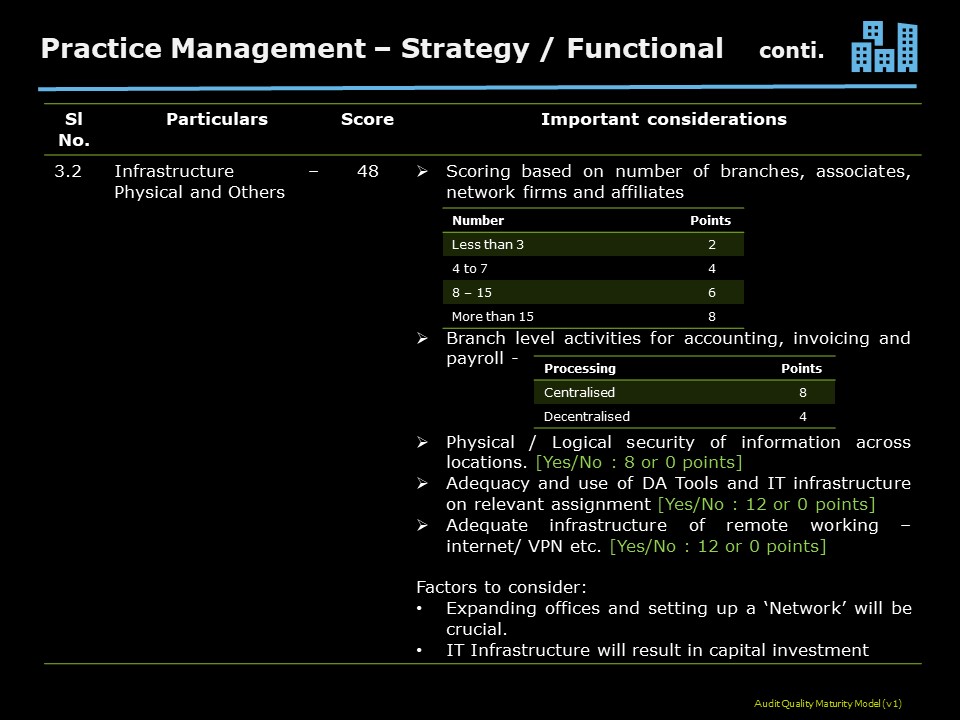 Practice Management – Strategy / Functional conti.
Sl No. Particulars Score Important considerations
3.2 Infrastructure – Physical and Others 48
➢ Scoring based on number of branches, associates,
network firms and affiliates
Number Points
Less than 3 2
4 to 7 4
8 – 15 6
More than 15 8
➢ Branch level activities for accounting, invoicing and
payroll -
Processing Points
Centralised 8
Decentralised 4
➢ Physical / Logical security of information across
locations. [Yes/No : 8 or 0 points]
➢ Adequacy and use of DA Tools and IT infrastructure
on relevant assignment [Yes/No : 12 or 0 points]
➢ Adequate infrastructure of remote working –
internet/ VPN etc. [Yes/No : 12 or 0 points]
Factors to consider:
• Expanding offices and setting up a ‘Network’ will be
crucial.
• IT Infrastructure will result in capital investment
Audit Quality Maturity Model (v1)